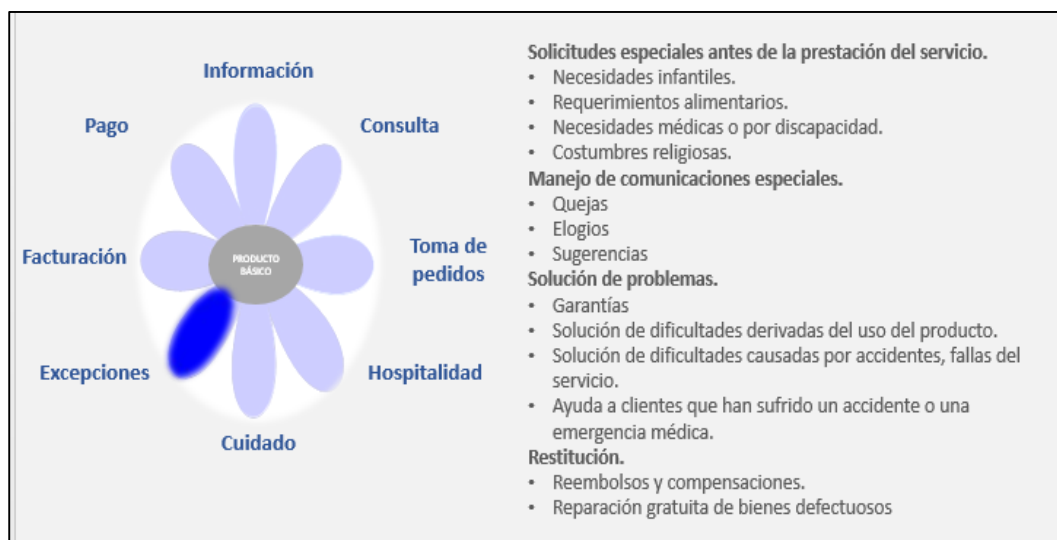 Información
Pago
Consulta
Facturación
PRODUCTO
BÁSICO
Toma de
pedidos
Excepciones
Hospitalidad
Cuidado
Solicitudes especiales antes de la prestación del servicio.
• Necesidades infantiles.
• Requerimientos alimentarios.
• Necesidades médicas o por discapacidad.
• Costumbres religiosas.
Manejo de comunicaciones especiales.
• Quejas
• Elogios
• Sugerencias
Solución de problemas.
• Garantías
• Solución de dificultades derivadas del uso del producto.
• Solución de dificultades causadas por accidentes, fallas del
servicio.
• Ayuda a clientes que han sufrido un accidente o una
emergencia médica.
Restitución.
• Reembolsos y compensaciones.
• Reparación gratuita de bienes defectuosos